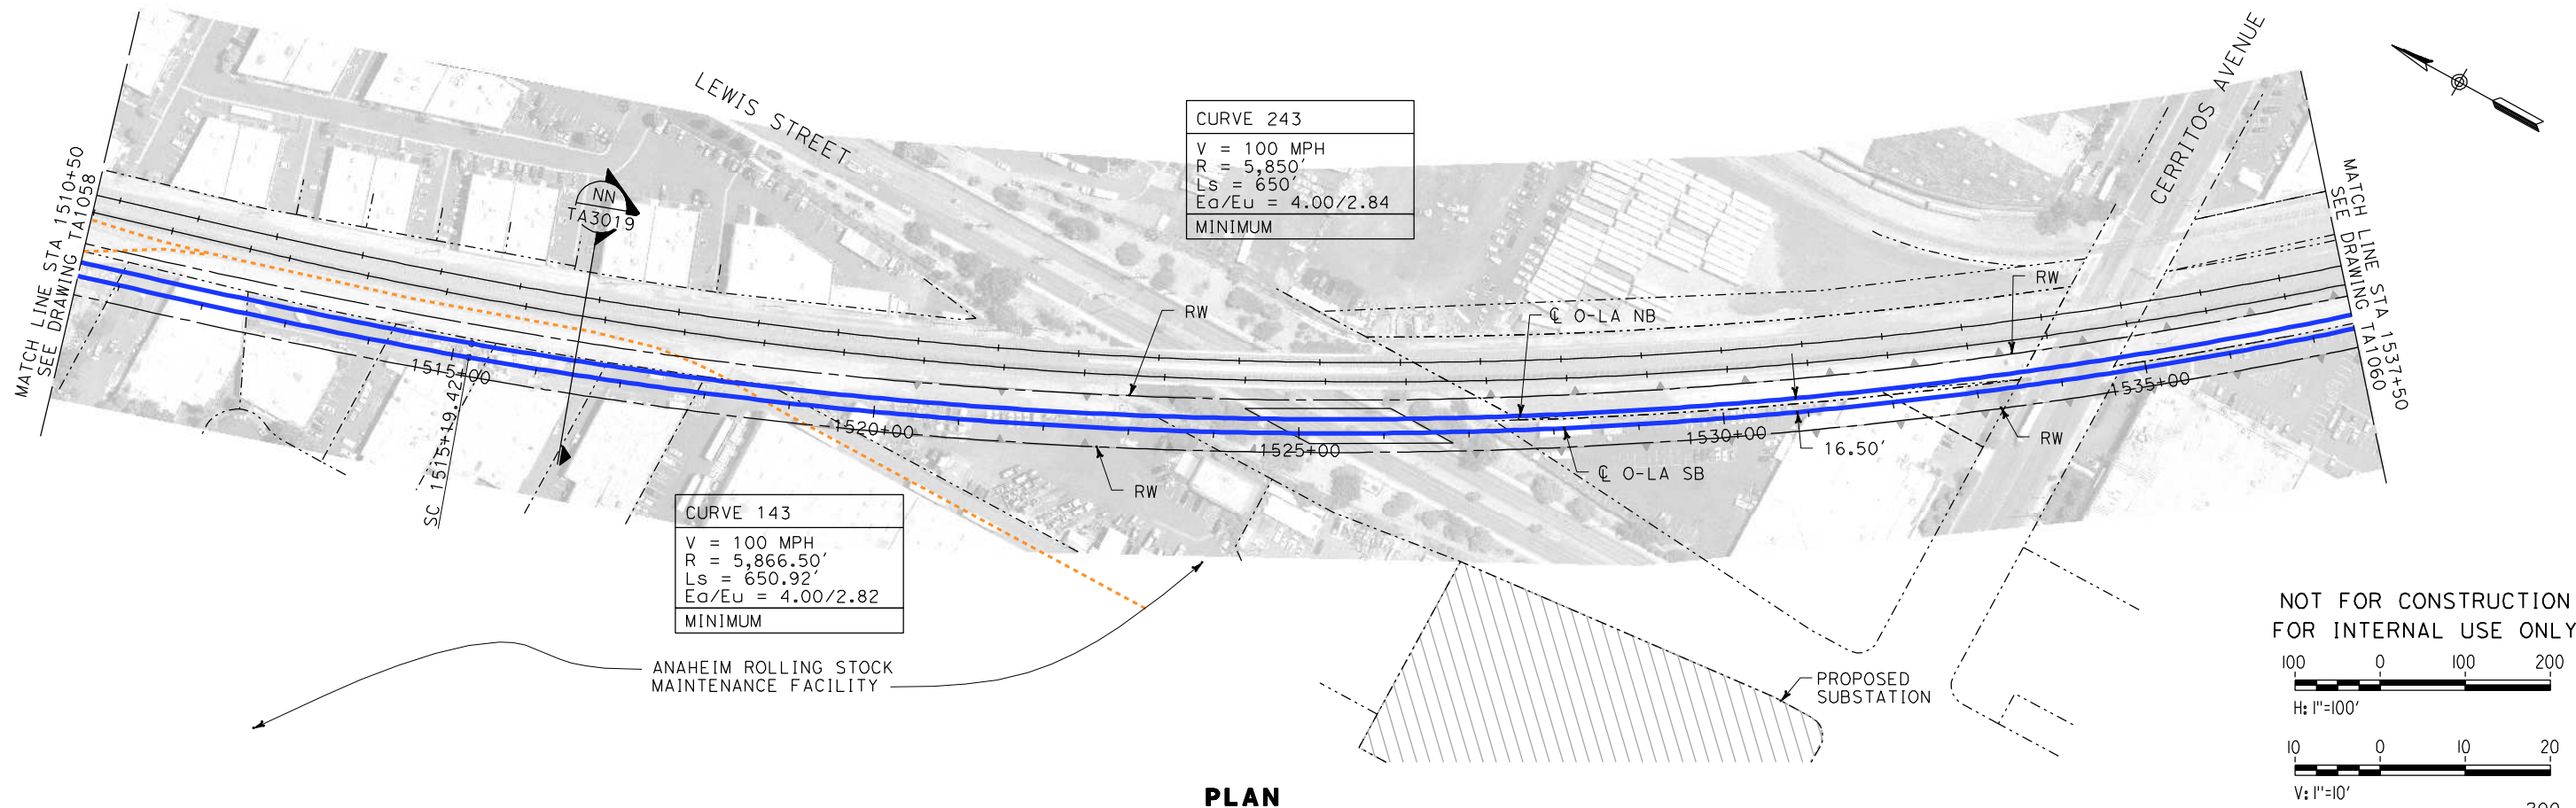 MATCH LINE STA 1510+50
SEE DRAWING TA1058
LEWIS STREET
NN
TA3019
CURVE 243
V = 100 MPH
R = 5,850'
Ls = 650'
Ea/Eu = 4.00/2.84
MINIMUM
CERRITOS AVENUE
MATCH LINE STA 1537+50
SEE DRAWING TA1060
RW
RW
℄ O-LA NB
1515+00
SC 1515+19.42
1520+00
1525+00
1530+00
1535+00
16.50'
RW
℄ O-LA SB
RW
CURVE 143
V = 100 MPH
R = 5,866.50'
Ls = 650.92'
Ea/Eu = 4.00/2.82
MINIMUM
ANAHEIM ROLLING STOCK
MAINTENANCE FACILITY
PROPOSED
SUBSTATION
NOT FOR CONSTRUCTION
FOR INTERNAL USE ONLY
100 0 100 200
H: 1"=100'
10 0 10 20
V: 1"=10'
PLAN